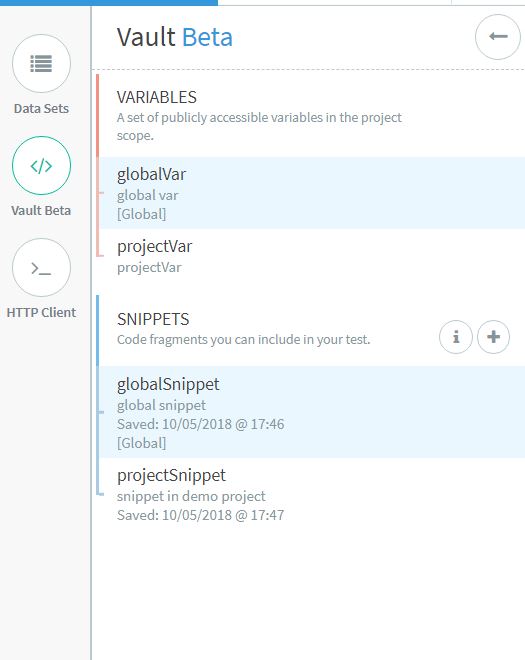 Vault Beta
Data Sets
Vault Beta
HTTP Client
VARIABLES
A set of publicly accessible variables in the project
scope.
globalVar
global var
[Global]
projectVar
projectVar
SNIPPETS
Code fragments you can include in your test.
globalSnippet
global snippet
Saved: 10/05/2018 @ 17:46
[Global]
projectSnippet
snippet in demo project
Saved: 10/05/2018 @ 17:47